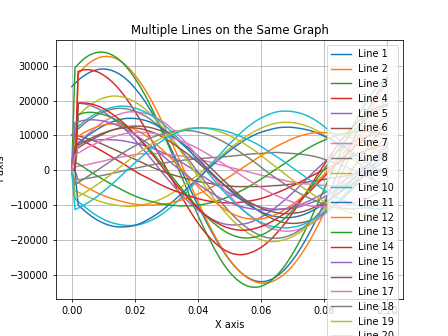 Multiple Lines on the Same Graph
30000
20000
10000
0
−10000
−20000
−30000
0.00 0.02 0.04 0.06
X axis
axis
Line 1
Line 2
Line 3
Line 4
Line 5
Line 6
Line 7
Line 8
Line 9
Line 10
Line 11
Line 12
Line 13
Line 14
Line 15
Line 16
Line 17
Line 18
Line 19
Line 20